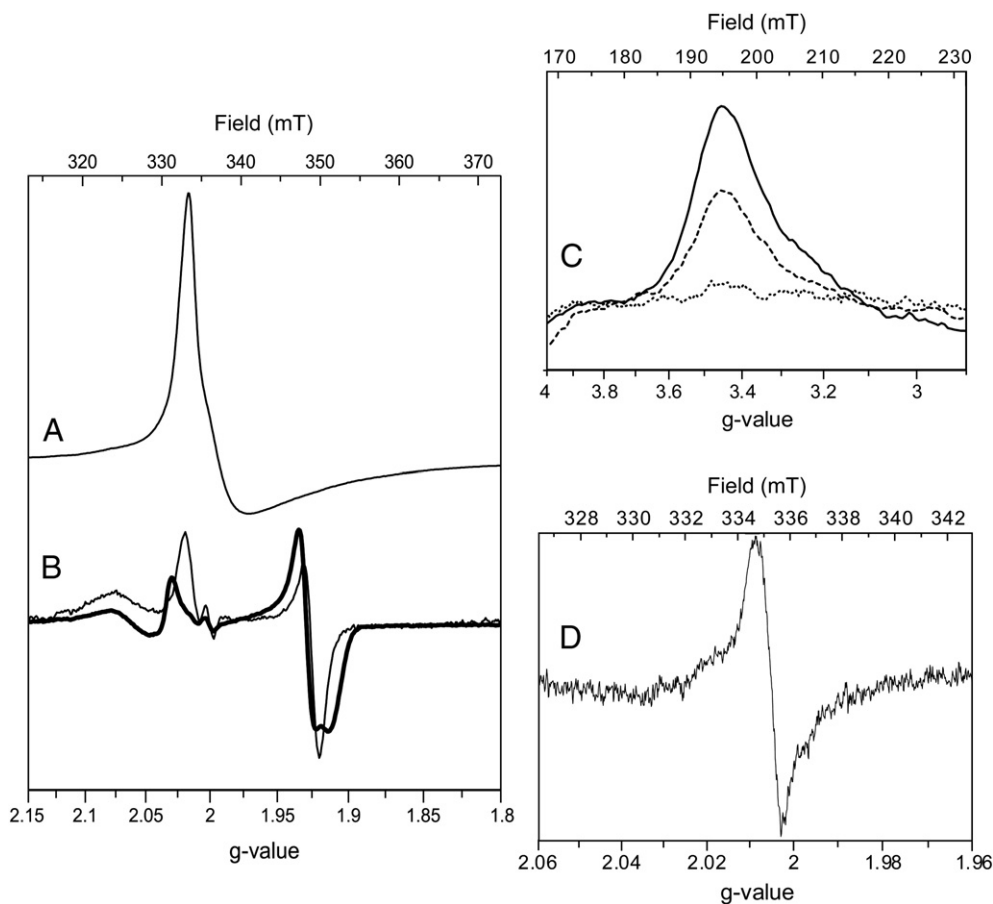 Field (mT)
320 330 340 350 360 370
A
B
2.15 2.1 2.05 2 1.95 1.9 1.85 1.8
g-value
Field (mT)
170 180 190 200 210 220 230
C
4 3.8 3.6 3.4 3.2 3
g-value
Field (mT)
328 330 332 334 336 338 340 342
D
2.06 2.04 2.02 2 1.98 1.96
g-value